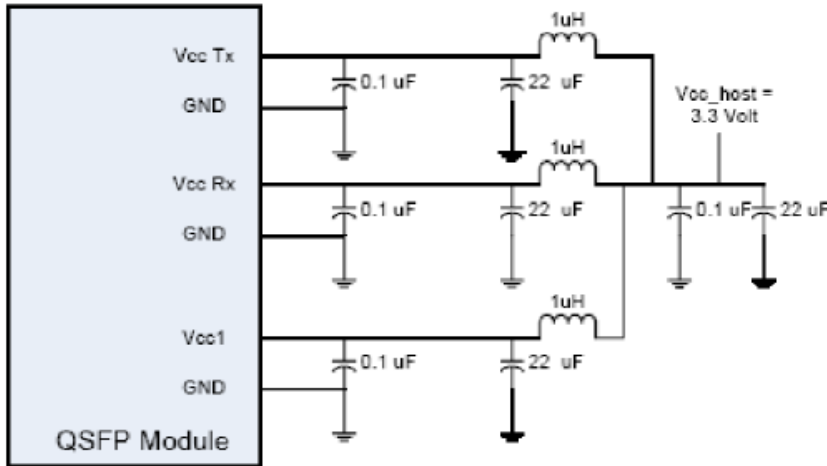 1uH
Vcc Tx
0.1 uF
22 uF
Vcc_host =
3.3 Volt
GND
1uH
Vcc Rx
0.1 uF
22 uF
0.1 uF
22 uF
GND
1uH
Vcc1
0.1 uF
22 uF
GND
QSFP Module